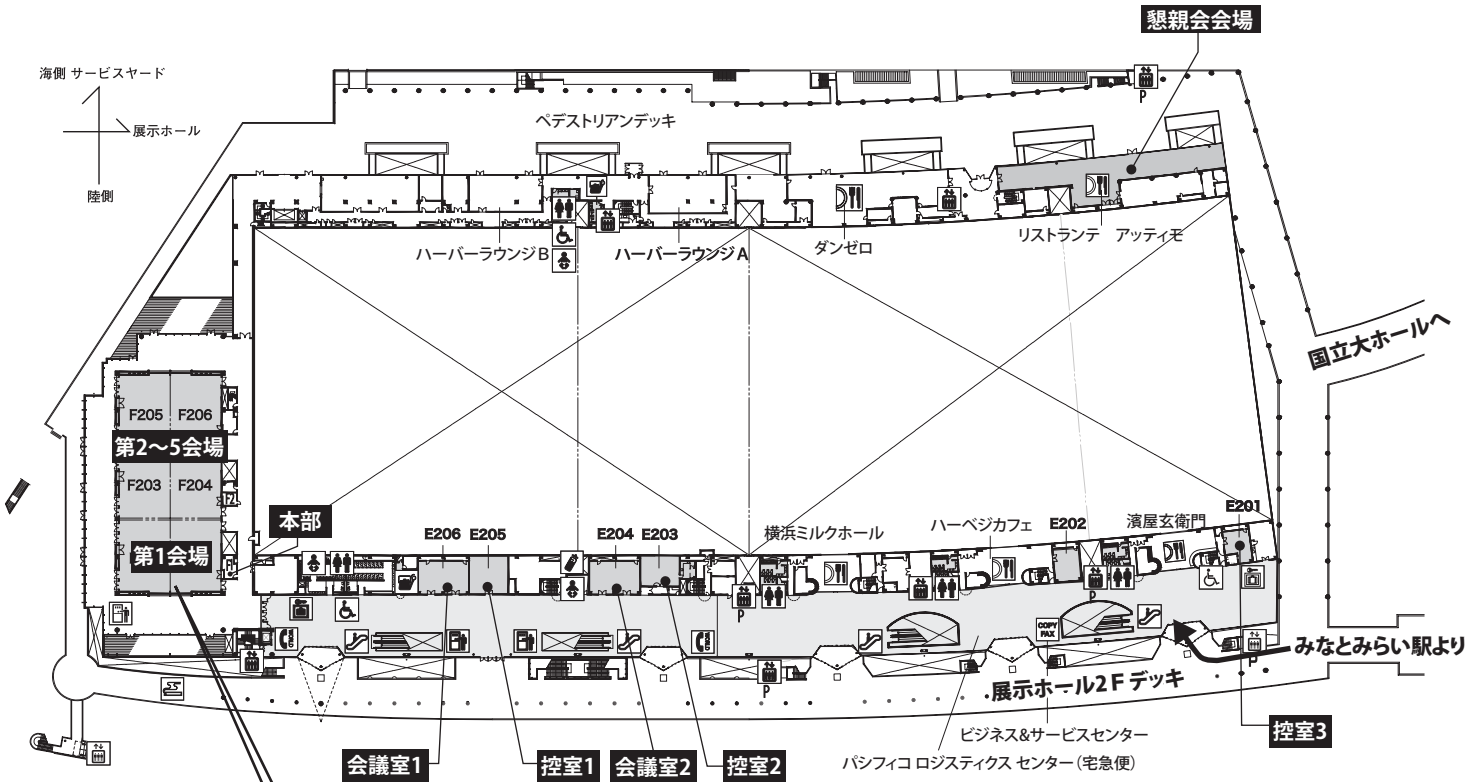 懇親会会場
海側 サービスヤード
展示ホール
陸側
ペデストリアンデッキ
P
ハーバーラウンジB
ハーバーラウンジA
ダンゼロ
リストランテ アッティモ
国立大ホールへ
F205
F206
第2～5会場
F203
F204
第1会場
本部
E206
E205
E204
E203
横浜ミルクホール
ハーベジカフェ
E202
濱屋玄衛門
E201
P
P
COPY
FAX
P
P
みなとみらい駅より
展示ホール2Fデッキ
ビジネス&サービスセンター
パシフィコ ロジスティクス センター（宅急便）
会議室1
控室1
会議室2
控室2
控室3